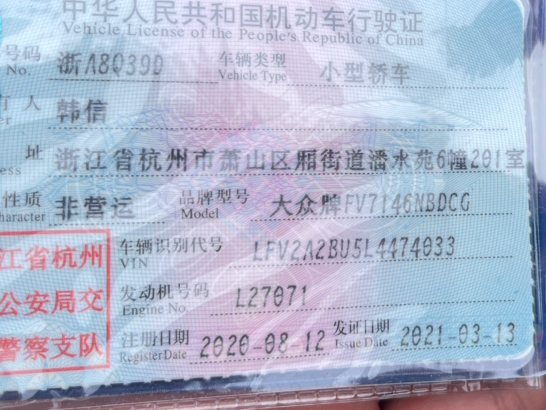 中华人民共和国机动车行驶证
Vehicle License of the People's Republic of China
号码 浙A8Q39D 车辆类型 小型轿车
No. Vehicle Type
人 韩信
址 浙江省杭州市萧山区厢街道潘水苑6幢201室
性质 非营运 品牌型号 大众牌FV7146NBDCG
Character Model
江省杭州
公安局交
警察支队
车辆识别代号 LFV2A2BU5L4474033
VIN
发动机号码 L27071
Engine No.
注册日期 2020-08-12 发证日期 2021-03-13
Register Date Issue Date